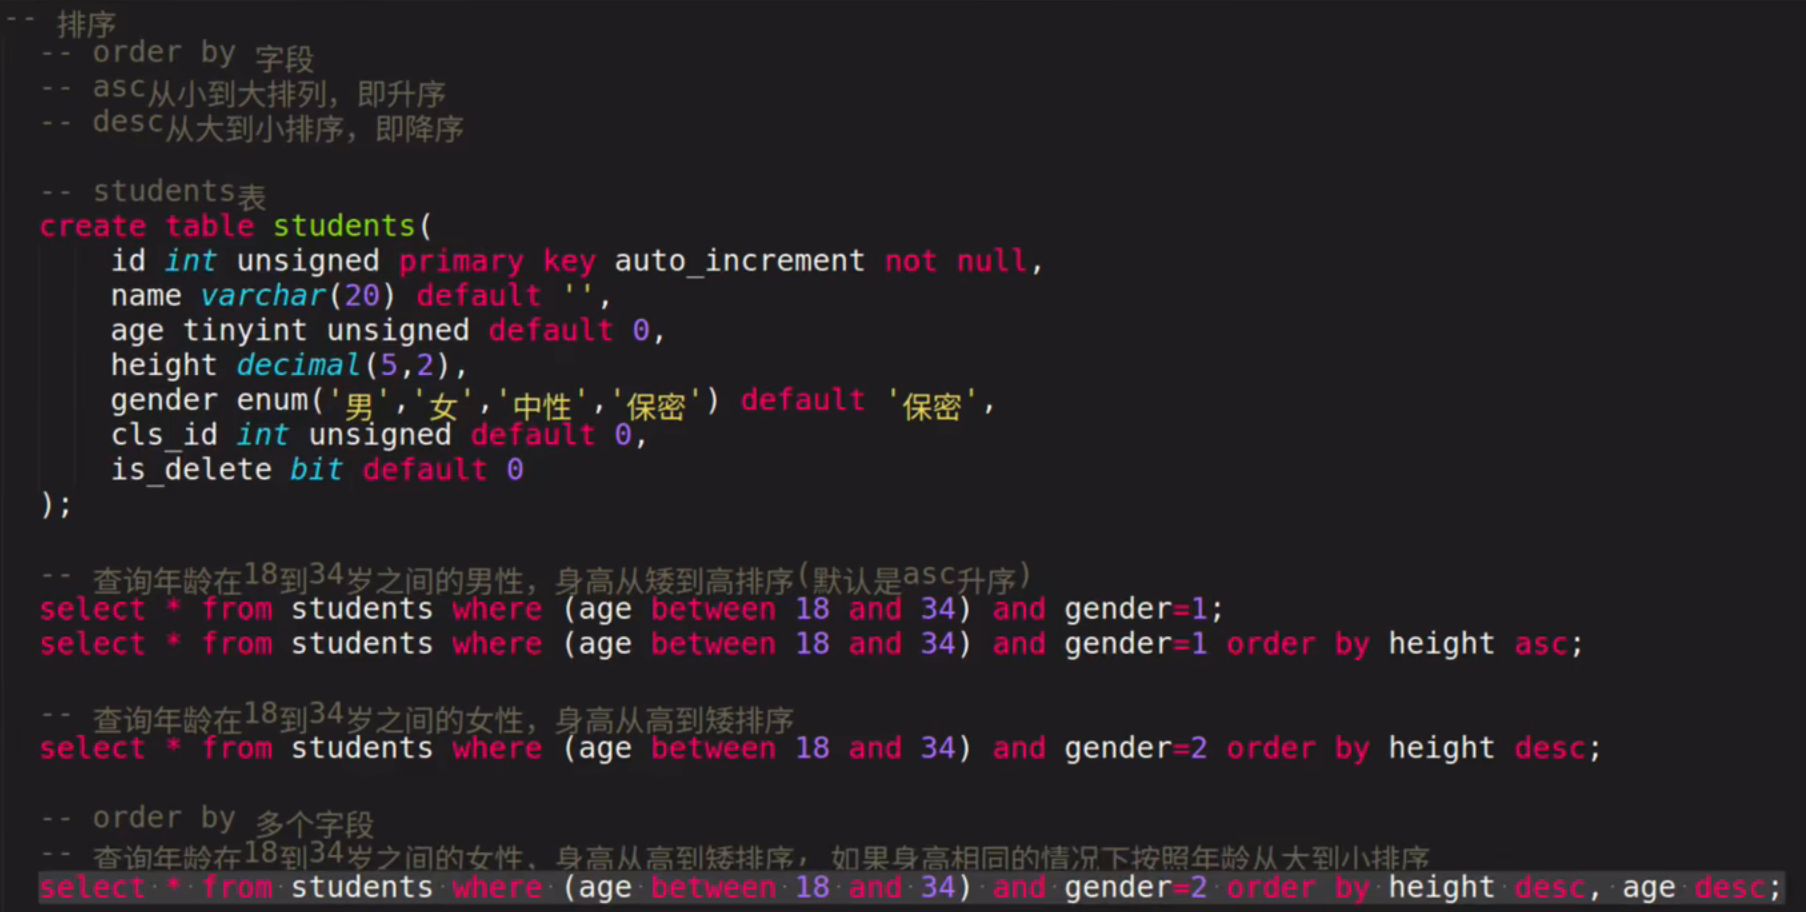 -- 排序
-- order by 字段
-- asc从小到大排列，即升序
-- desc从大到小排序，即降序
-- students表
create table students(
id int unsigned primary key auto_increment not null,
name varchar(20) default '',
age tinyint unsigned default 0,
height decimal(5,2),
gender enum('男','女','中性','保密') default '保密',
cls_id int unsigned default 0,
is_delete bit default 0
);
-- 查询年龄在18到34岁之间的男性，身高从矮到高排序(默认是asc升序)
select * from students where (age between 18 and 34) and gender=1;
select * from students where (age between 18 and 34) and gender=1 order by height asc;
-- 查询年龄在18到34岁之间的女性，身高从高到矮排序
select * from students where (age between 18 and 34) and gender=2 order by height desc;
-- order by 多个字段
-- 查询年龄在18到34岁之间的女性，身高从高到矮排序，如果身高相同的情况下按照年龄从大到小排序
select * from students where (age between 18 and 34) and gender=2 order by height desc, age desc;